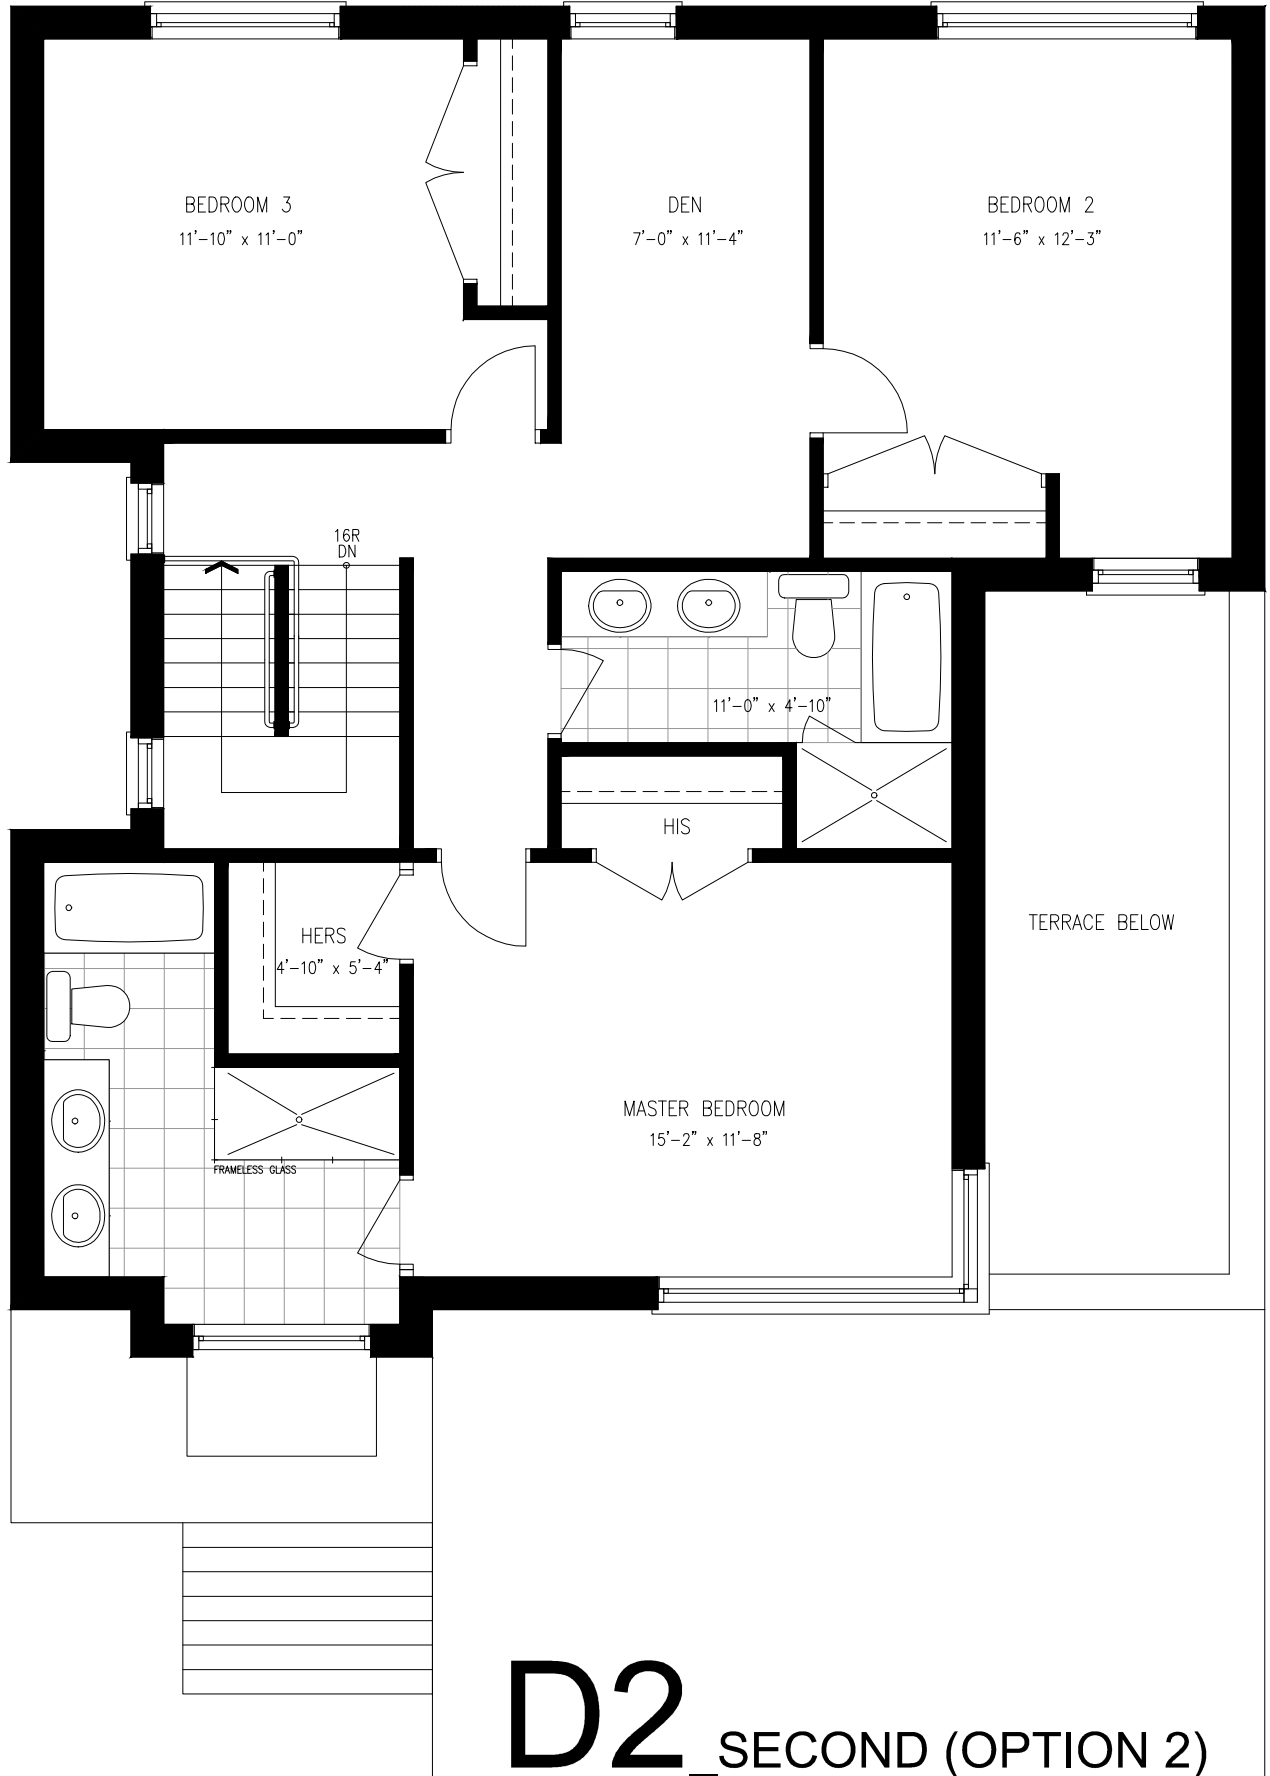 BEDROOM 3
11'-10" x 11'-0"
DEN
7'-0" x 11'-4"
BEDROOM 2
11'-6" x 12'-3"
16R
DN
11'-0" x 4'-10"
HIS
HERS
4'-10" x 5'-4"
TERRACE BELOW
MASTER BEDROOM
15'-2" x 11'-8"
FRAMELESS GLASS
D2_SECOND (OPTION 2)